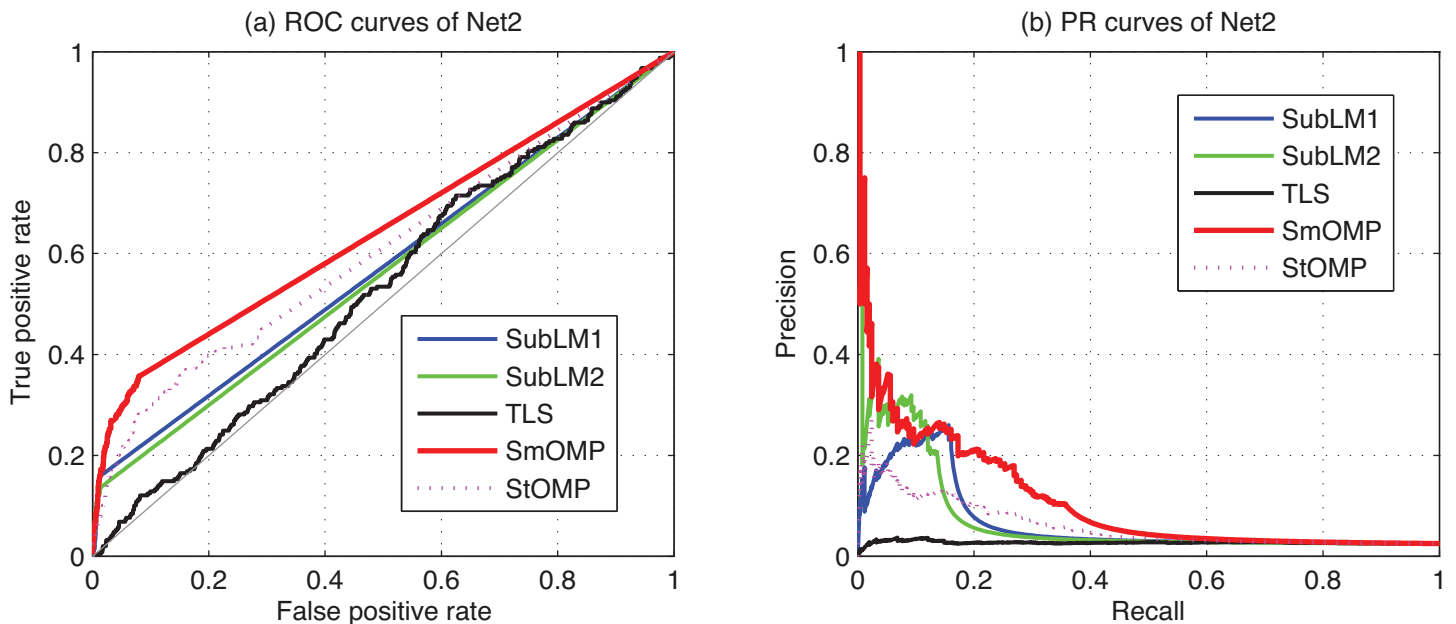 (a) ROC curves of Net2
1
0.8
0.6
0.4
0.2
0
0
0.2
0.4
0.6
0.8
1
True positive rate
False positive rate
SubLM1
SubLM2
TLS
SmOMP
StOMP
(b) PR curves of Net2
1
0.8
0.6
0.4
0.2
0
0
0.2
0.4
0.6
0.8
1
Precision
Recall
SubLM1
SubLM2
TLS
SmOMP
StOMP